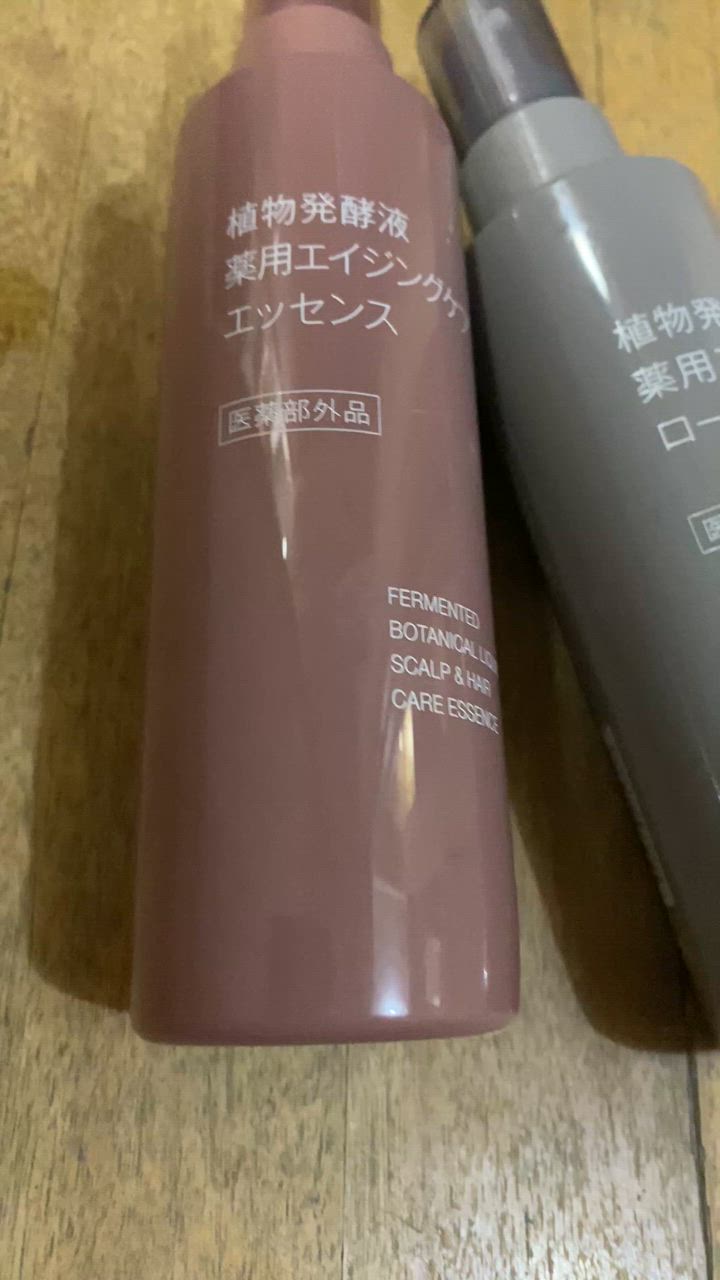 植物発酵液
薬用エイジングケ
エッセンス
医薬部外品
FERMENTED
BOTANICAL
SCALP & HAIR
CARE ESSENCE
植物発
薬用
ロー
医